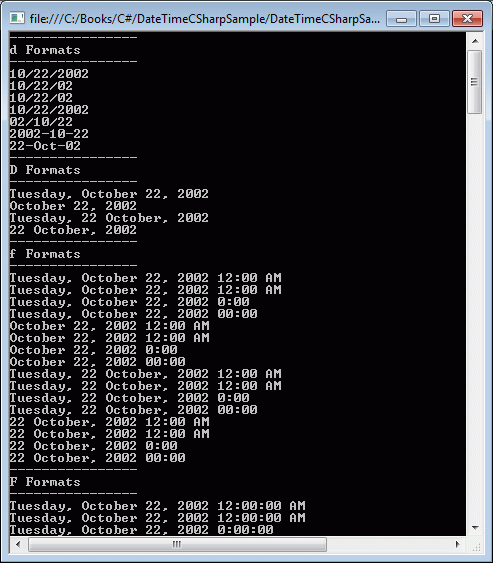 file:///C:/Books/C#/DateTimeCSharpSample/DateTimeCSharpSa...
----------------
d Formats
----------------
10/22/2002
10/22/02
10/22/02
10/22/2002
02/10/22
2002-10-22
22-Oct-02
----------------
D Formats
----------------
Tuesday, October 22, 2002
October 22, 2002
Tuesday, 22 October, 2002
22 October, 2002
----------------
f Formats
----------------
Tuesday, October 22, 2002 12:00 AM
Tuesday, October 22, 2002 12:00 AM
Tuesday, October 22, 2002 0:00
Tuesday, October 22, 2002 00:00
October 22, 2002 12:00 AM
October 22, 2002 12:00 AM
October 22, 2002 0:00
October 22, 2002 00:00
Tuesday, 22 October, 2002 12:00 AM
Tuesday, 22 October, 2002 12:00 AM
Tuesday, 22 October, 2002 0:00
Tuesday, 22 October, 2002 00:00
22 October, 2002 12:00 AM
22 October, 2002 12:00 AM
22 October, 2002 0:00
22 October, 2002 00:00
----------------
F Formats
----------------
Tuesday, October 22, 2002 12:00:00 AM
Tuesday, October 22, 2002 12:00:00 AM
Tuesday, October 22, 2002 0:00:00